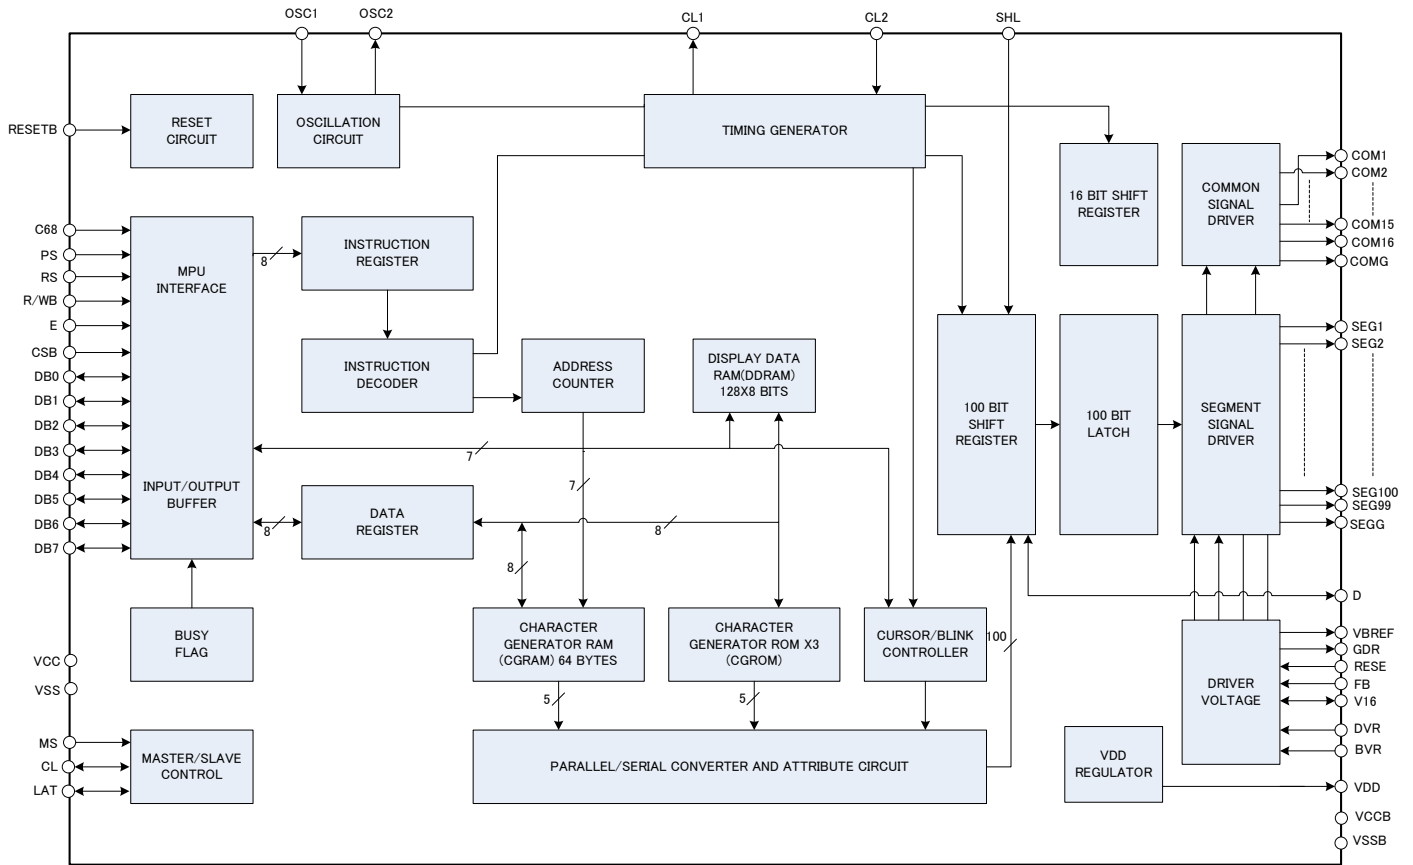 OSC1
OSC2
CL1
CL2
SHL
RESETB
RESET
CIRCUIT
OSCILLATION
CIRCUIT
TIMING GENERATOR
16 BIT SHIFT
REGISTER
COMMON
SIGNAL
DRIVER
COM1
COM2
COM15
COM16
COMG
C68
PS
RS
R/WB
E
CSB
DB0
DB1
DB2
DB3
DB4
DB5
DB6
DB7
MPU
INTERFACE
INPUT/OUTPUT
BUFFER
8
INSTRUCTION
REGISTER
INSTRUCTION
DECODER
ADDRESS
COUNTER
DISPLAY DATA
RAM(DDRAM)
128X8 BITS
100 BIT
SHIFT
REGISTER
100 BIT
LATCH
SEGMENT
SIGNAL
DRIVER
SEG1
SEG2
SEG100
SEG99
SEGG
7
7
8
DATA
REGISTER
8
8
BUSY
FLAG
CHARACTER
GENERATOR RAM
(CGRAM) 64 BYTES
CHARACTER
GENERATOR ROM X3
(CGROM)
CURSOR/BLINK
CONTROLLER
100
D
VBREF
GDR
RESE
FB
V16
DVR
BVR
DRIVER
VOLTAGE
VCC
VSS
5
5
MS
CL
LAT
MASTER/SLAVE
CONTROL
PARALLEL/SERIAL CONVERTER AND ATTRIBUTE CIRCUIT
VDD
REGULATOR
VDD
VCCB
VSSB